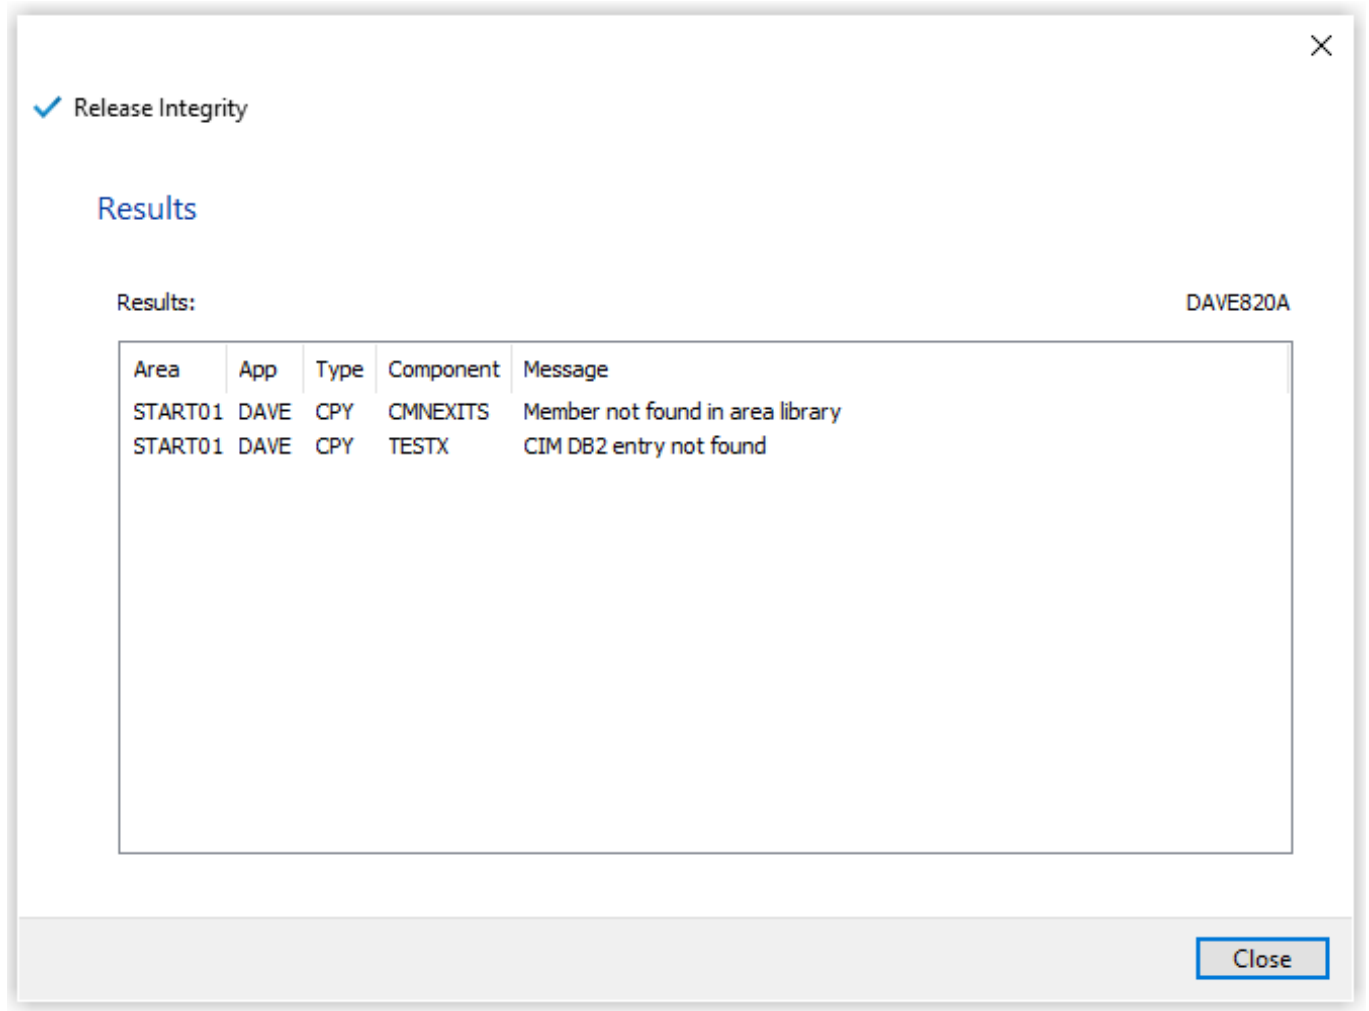 Release Integrity
Results
Results: DAVE820A
Area App Type Component Message
START01 DAVE CPY CMNEXITS Member not found in area library
START01 DAVE CPY TESTX CIM DB2 entry not found
Close